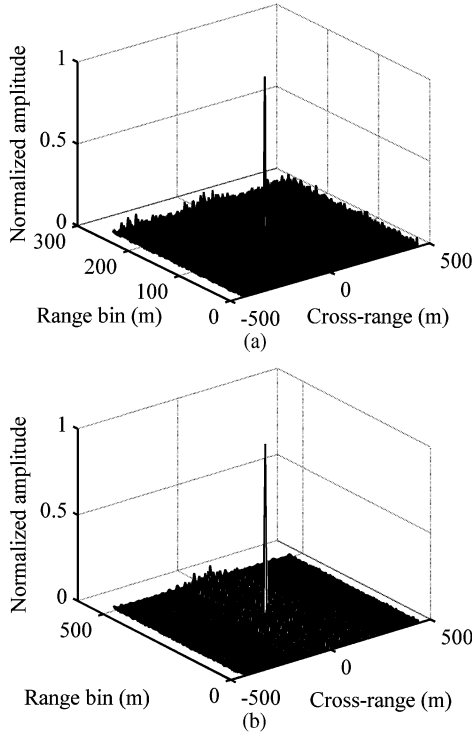 1
0.5
0
Normalized amplitude
300
200
100
0
Range bin (m)
-500
0
500
Cross-range (m)
(a)
1
0.5
0
Normalized amplitude
500
0
Range bin (m)
-500
0
500
Cross-range (m)
(b)